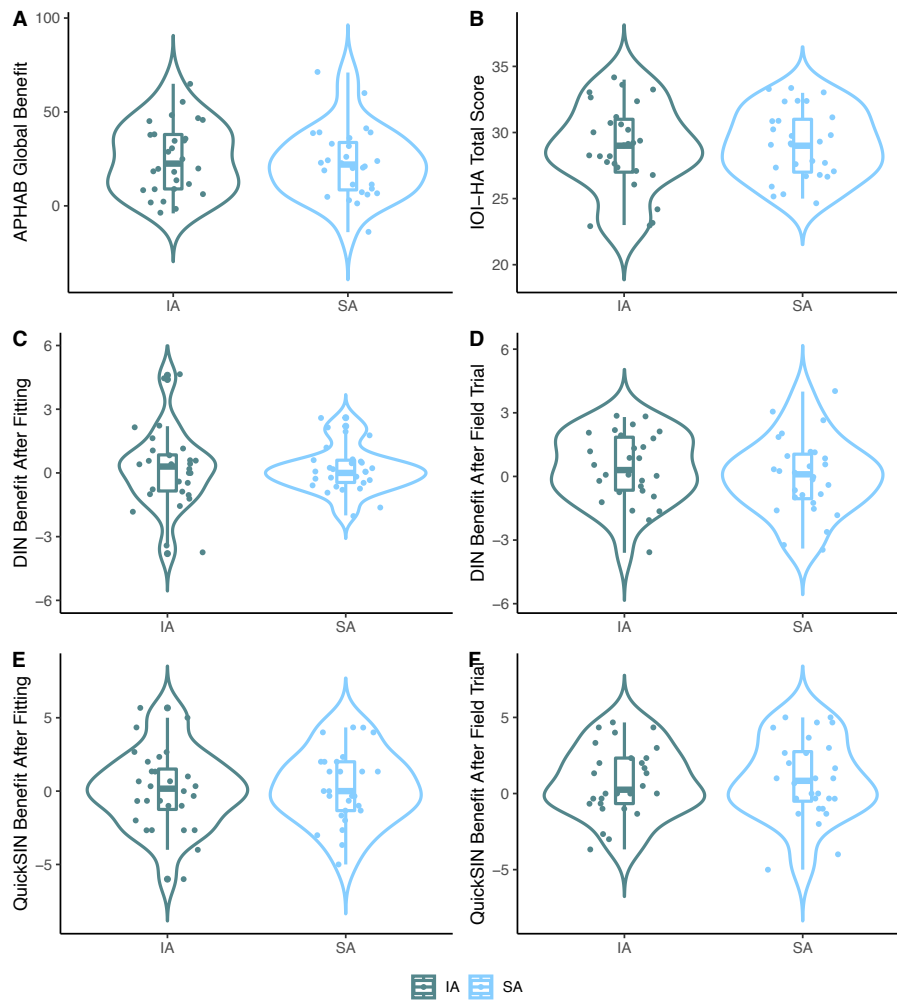 A
APHAB Global Benefit
100
50
0
IA
SA
B
IOI−HA Total Score
35
30
25
20
IA
SA
C
DIN Benefit After Fitting
6
3
0
−3
−6
IA
SA
D
DIN Benefit After Field Trial
6
3
0
−3
−6
IA
SA
E
QuickSIN Benefit After Fitting
5
0
−5
IA
SA
F
QuickSIN Benefit After Field Trial
5
0
−5
IA
SA
IA SA